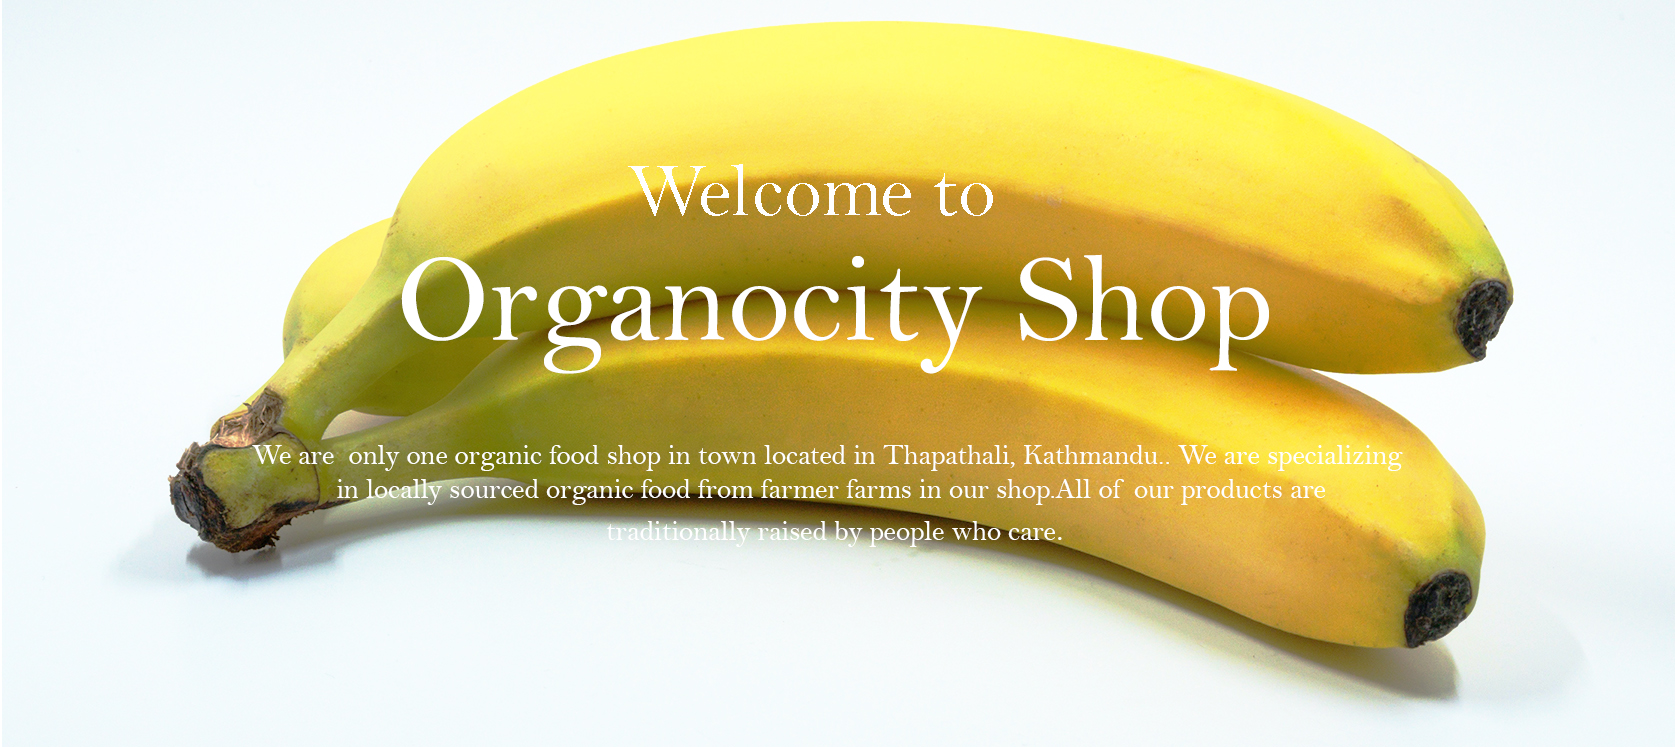 Welcome to
Organocity Shop
We are  only one organic food shop in town located in Thapathali, Kathmandu.. We are specializing
in locally sourced organic food from farmer farms in our shop.All of  our products are
traditionally raised by people who care.